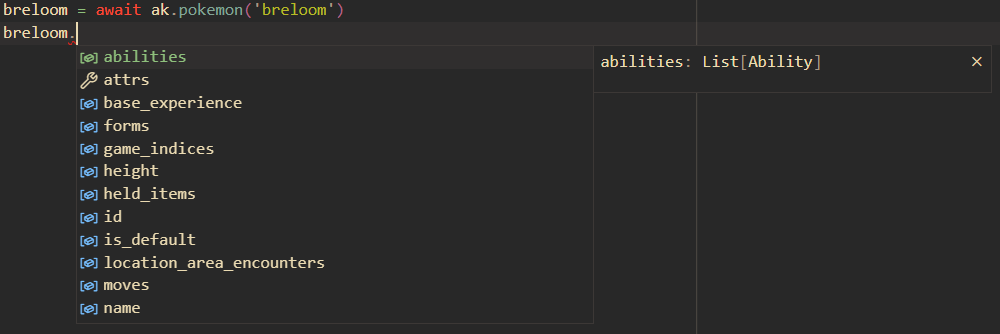 breloom = await ak.pokemon('breloom')
breloom.
abilities
abilities: List[Ability]
attrs
base_experience
forms
game_indices
height
held_items
id
is_default
location_area_encounters
moves
name